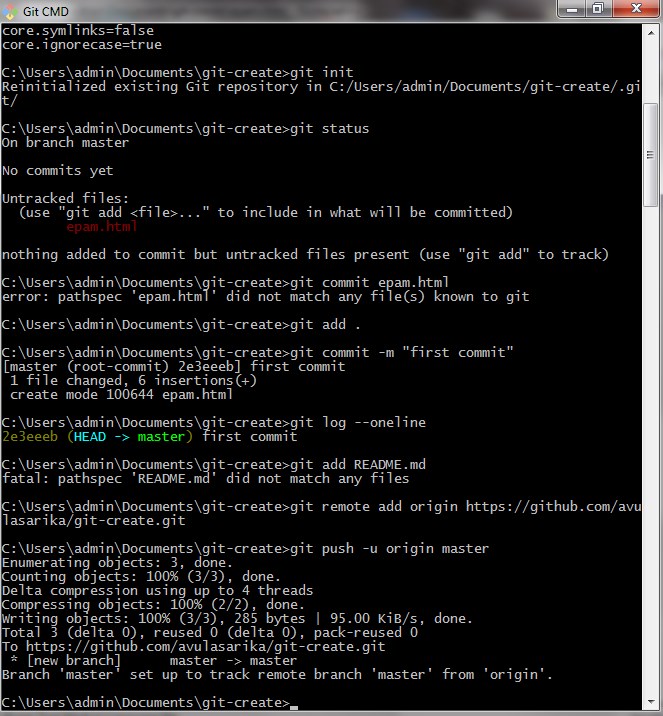 Git CMD
core.symlinks=false
core.ignorecase=true
C:\Users\admin\Documents\git-create>git init
Reinitialized existing Git repository in C:/Users/admin/Documents/git-create/.gi
t/
C:\Users\admin\Documents\git-create>git status
On branch master
No commits yet
Untracked files:
  (use "git add <file>..." to include in what will be committed)
        epam.html
nothing added to commit but untracked files present (use "git add" to track)
C:\Users\admin\Documents\git-create>git commit epam.html
error: pathspec 'epam.html' did not match any file(s) known to git
C:\Users\admin\Documents\git-create>git add .
C:\Users\admin\Documents\git-create>git commit -m "first commit"
[master (root-commit) 2e3eeeb] first commit
 1 file changed, 6 insertions(+)
 create mode 100644 epam.html
C:\Users\admin\Documents\git-create>git log --oneline
2e3eeeb (HEAD -> master) first commit
C:\Users\admin\Documents\git-create>git add README.md
fatal: pathspec 'README.md' did not match any files
C:\Users\admin\Documents\git-create>git remote add origin https://github.com/avu
lasarika/git-create.git
C:\Users\admin\Documents\git-create>git push -u origin master
Enumerating objects: 3, done.
Counting objects: 100% (3/3), done.
Delta compression using up to 4 threads
Compressing objects: 100% (2/2), done.
Writing objects: 100% (3/3), 285 bytes | 95.00 KiB/s, done.
Total 3 (delta 0), reused 0 (delta 0), pack-reused 0
To https://github.com/avulasarika/git-create.git
 * [new branch]      master -> master
Branch 'master' set up to track remote branch 'master' from 'origin'.
C:\Users\admin\Documents\git-create>